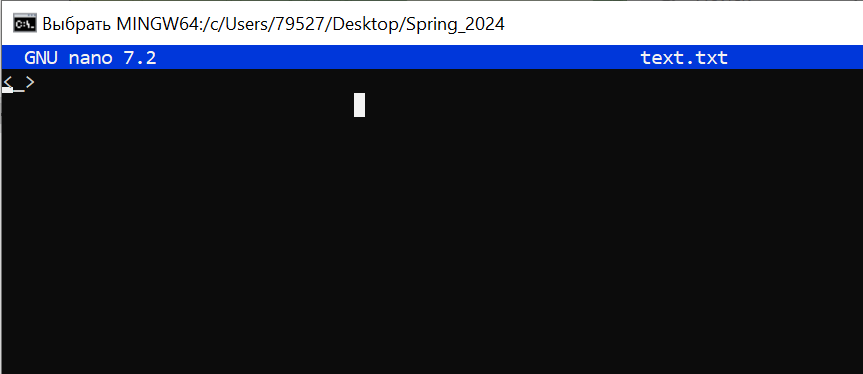 Выбрать MINGW64:/c/Users/79527/Desktop/Spring_2024
GNU nano 7.2 text.txt
<_>